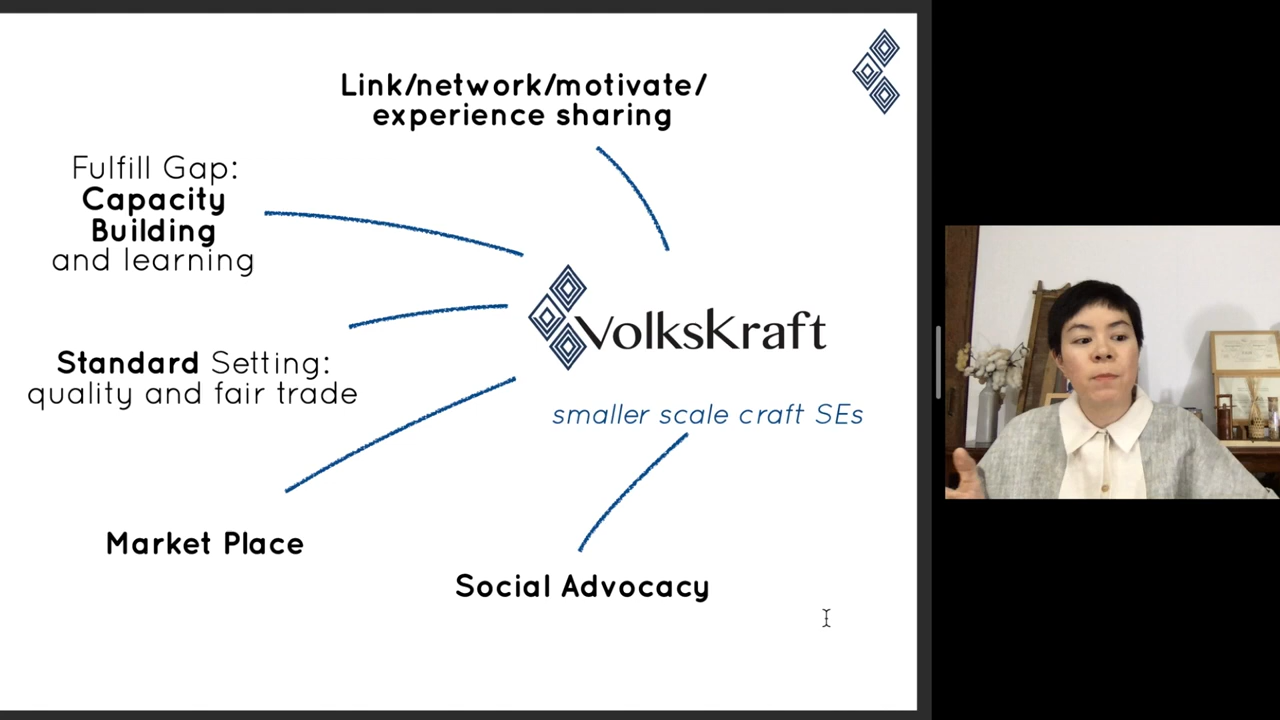 Link/network/motivate/
experience sharing
Fulfill Gap:
Capacity
Building
and learning
VolksKraft
Standard Setting:
quality and fair trade
smaller scale craft SEs
Market Place
Social Advocacy